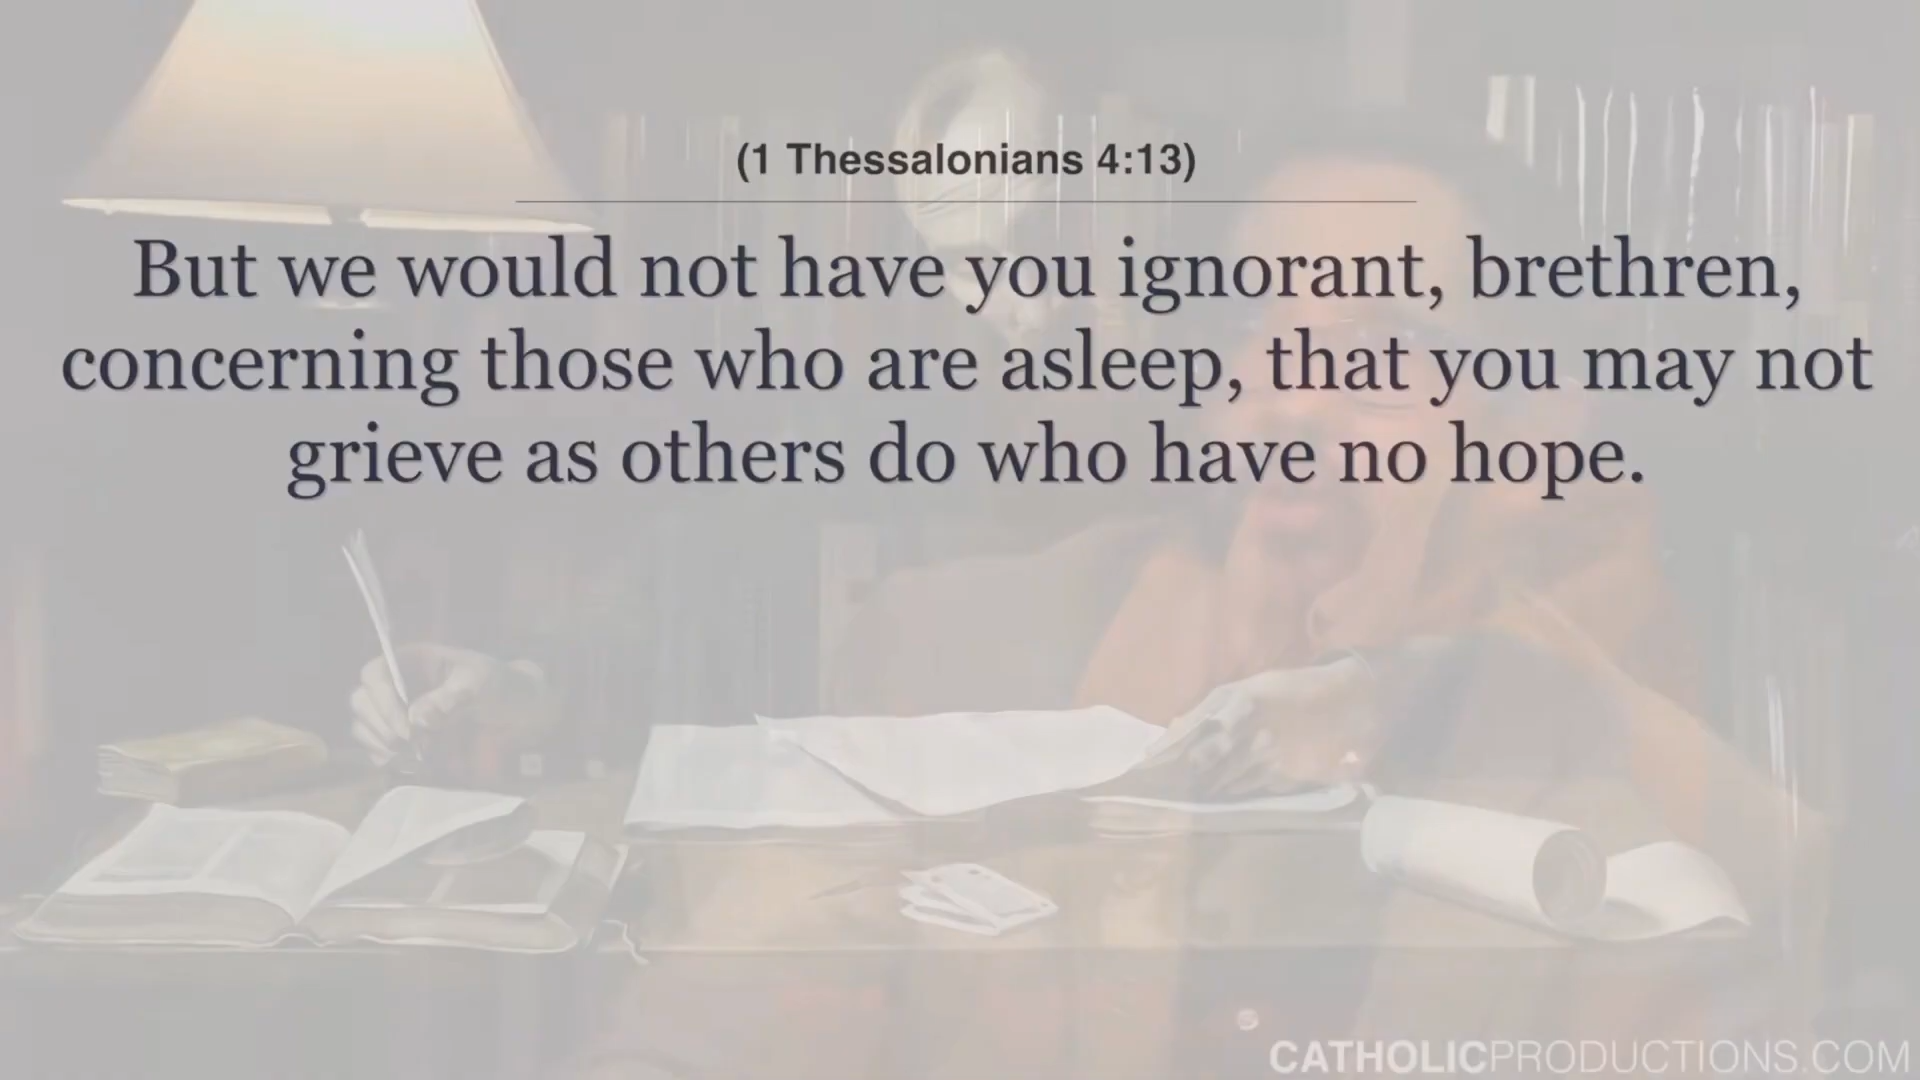 (1 Thessalonians 4:13)
But we would not have you ignorant, brethren,
concerning those who are asleep, that you may not
grieve as others do who have no hope.
CATHOLICPRODUCTIONS.COM